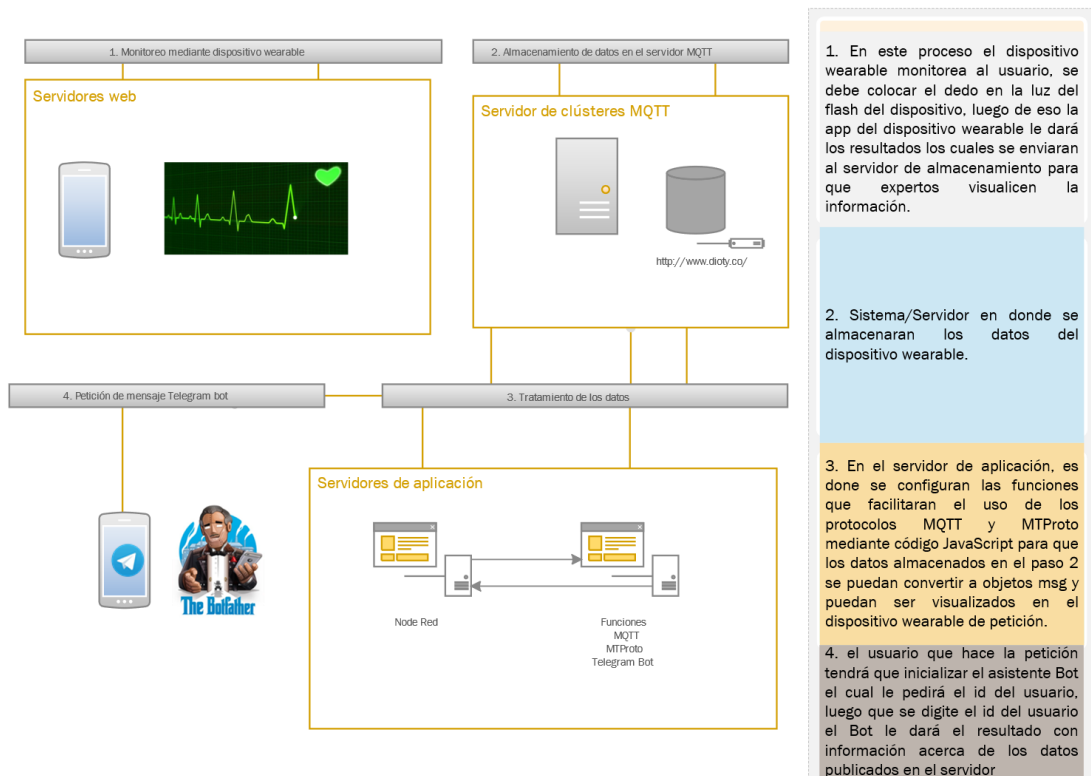 1. Monitoreo mediante dispositivo wearable
2. Almacenamiento de datos en el servidor MQTT
Servidores web
Servidor de clústeres MQTT
http://www.dioty.co/
4. Petición de mensaje Telegram bot
3. Tratamiento de los datos
The Botfather
Servidores de aplicación
Node Red
Funciones
MQTT
MTProto
Telegram Bot
1. En este proceso el dispositivo
wearable monitorea al usuario, se
debe colocar el dedo en la luz del
flash del dispositivo, luego de eso la
app del dispositivo wearable le dará
los resultados los cuales se enviaran
al servidor de almacenamiento para
que expertos visualicen la
información.
2. Sistema/Servidor en donde se
almacenaran los datos del
dispositivo wearable.
3. En el servidor de aplicación, es
done se configuran las funciones
que facilitaran el uso de los
protocolos MQTT y MTProto
mediante código JavaScript para que
los datos almacenados en el paso 2
se puedan convertir a objetos msg y
puedan ser visualizados en el
dispositivo wearable de petición.
4. el usuario que hace la petición
tendrá que inicializar el asistente Bot
el cual le pedirá el id del usuario,
luego que se digite el id del usuario
el Bot le dará el resultado con
información acerca de los datos
publicados en el servidor